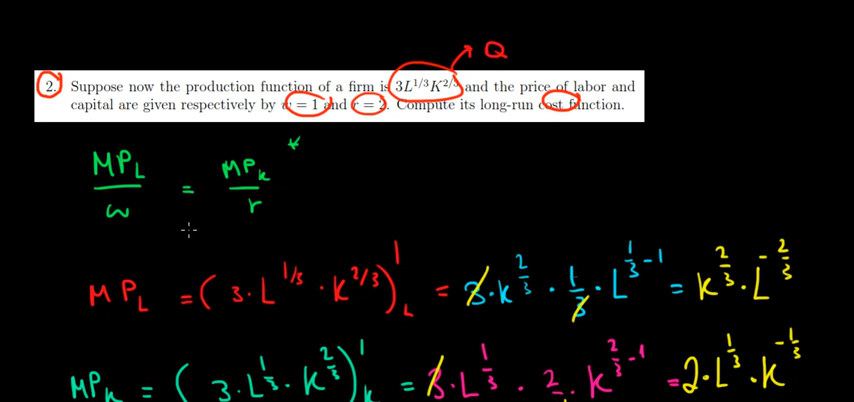 Q
2. Suppose now the production function of a firm is 3L^{1/3}K^{2/3} and the price of labor and
capital are given respectively by w = 1 and r = 2. Compute its long-run cost function.
MP_L / w = MP_K / r *
MP_L = (3·L^{1/3}·K^{2/3})'_L = 3·K^{2/3}·1/3·L^{1/3 - 1} = K^{2/3}·L^{-2/3}
MP_K = (3·L^{1/3}·K^{2/3})'_K = 3·L^{1/3}·2/·K^{2/3 - 1} = 2·L^{1/3}·K^{-1/3}